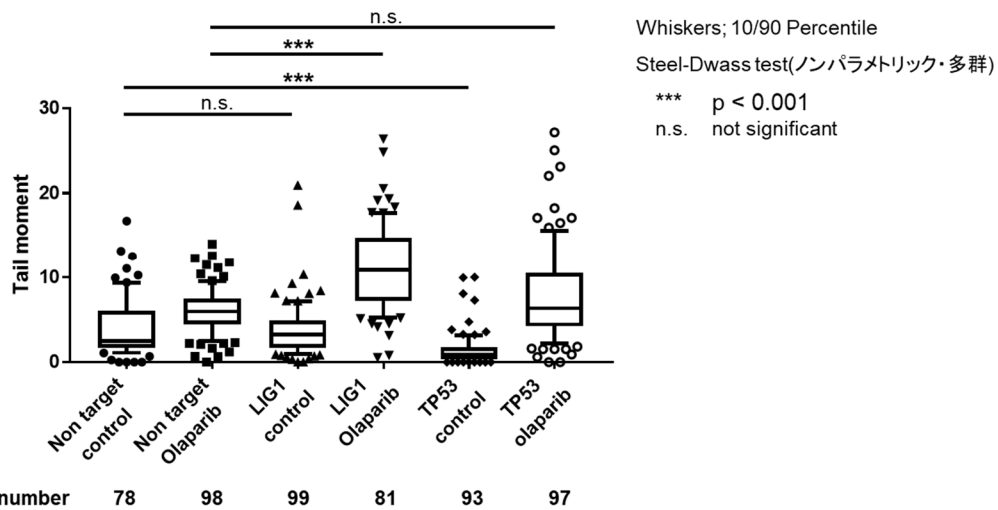 n.s.
***
***
n.s.
Whiskers; 10/90 Percentile
Steel-Dwass test(ノンパラメトリック・多群)
*** p < 0.001
n.s. not significant
Tail moment
30
20
10
0
Non target
control
Non target
Olaparib
LIG1
control
LIG1
Olaparib
TP53
control
TP53
olaparib
number 78 98 99 81 93 97